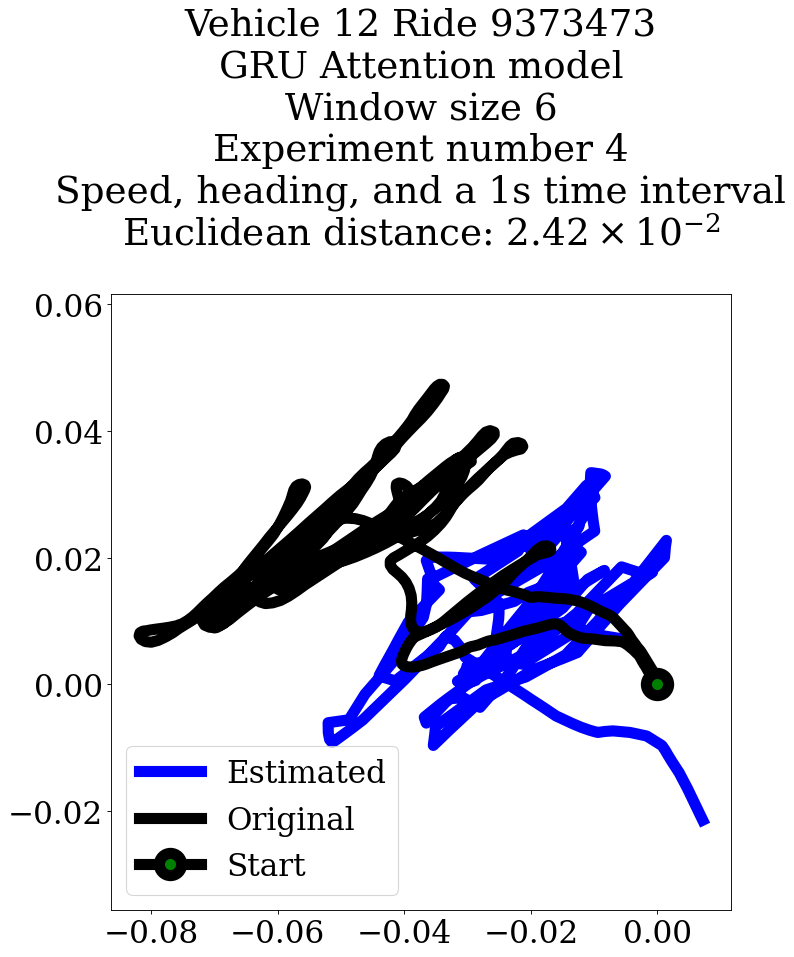 Vehicle 12 Ride 9373473
GRU Attention model
Window size 6
Experiment number 4
Speed, heading, and a 1s time interval
Euclidean distance: 2.42 × 10⁻²
0.06
0.04
0.02
0.00
−0.02
Estimated
Original
Start
−0.08 −0.06 −0.04 −0.02 0.00